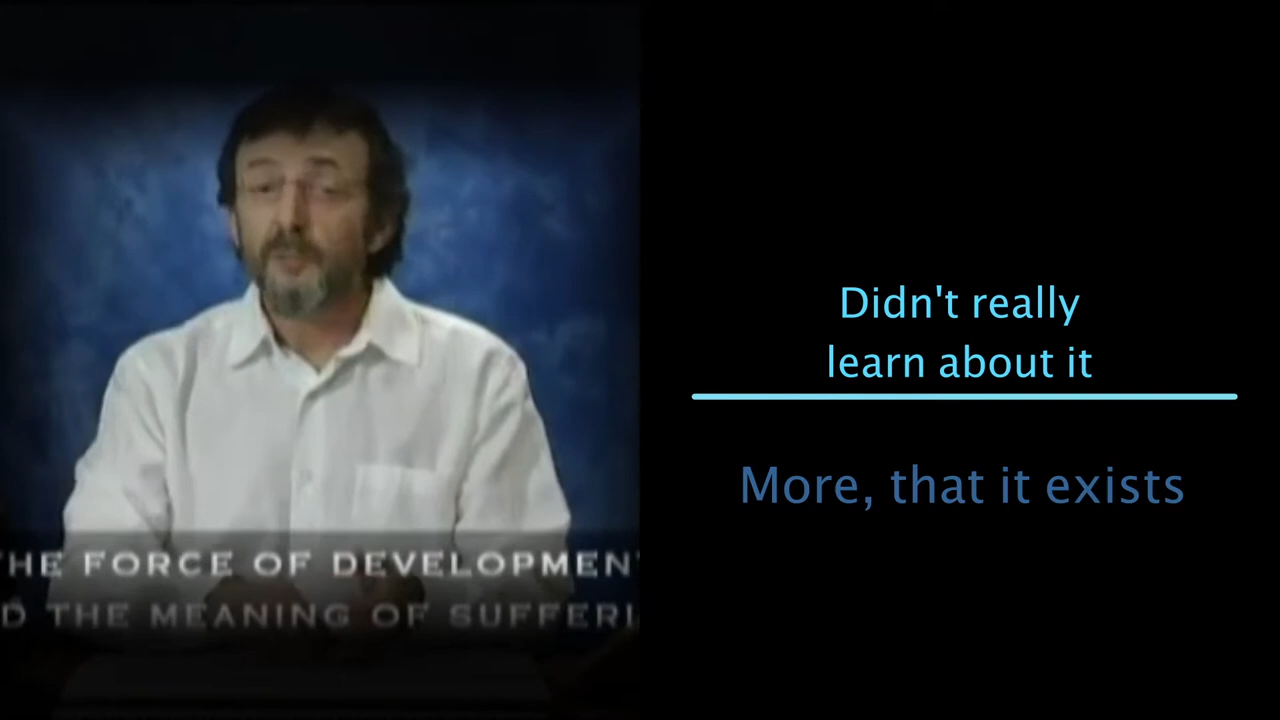 HE FORCE OF DEVELOPMEN
D THE MEANING OF SUFFERI
Didn't really
learn about it
More, that it exists